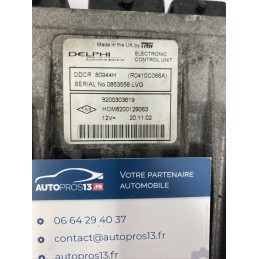 Made in the UK by TRW
DELPHI
Automotive Systems
ELECTRONIC
CONTROL UNIT
DDCR 80944H (R0410C066A)
SERIAL No 0853556 LVG
8200303619
HOM8200129063
12V= 20.11.02
AUTOPROS13.FR
VOTRE PARTENAIRE
AUTOMOBILE
06 64 29 40 37
contact@autopros13.fr
autopros13.fr